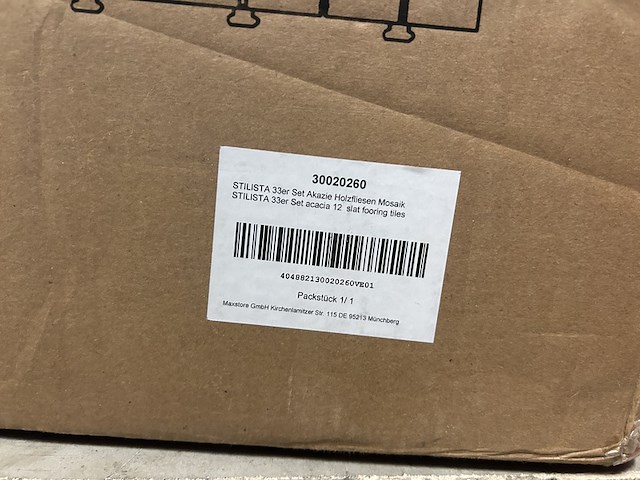 30020260
STILISTA 33er Set Akazie Holzfliesen Mosaik
STILISTA 33er Set acacia 12 slat fooring tiles
404882130020260VE01
Packstück 1/ 1
Maxstore GmbH Kirchenlamitzer Str. 115 DE 95213 Münchberg